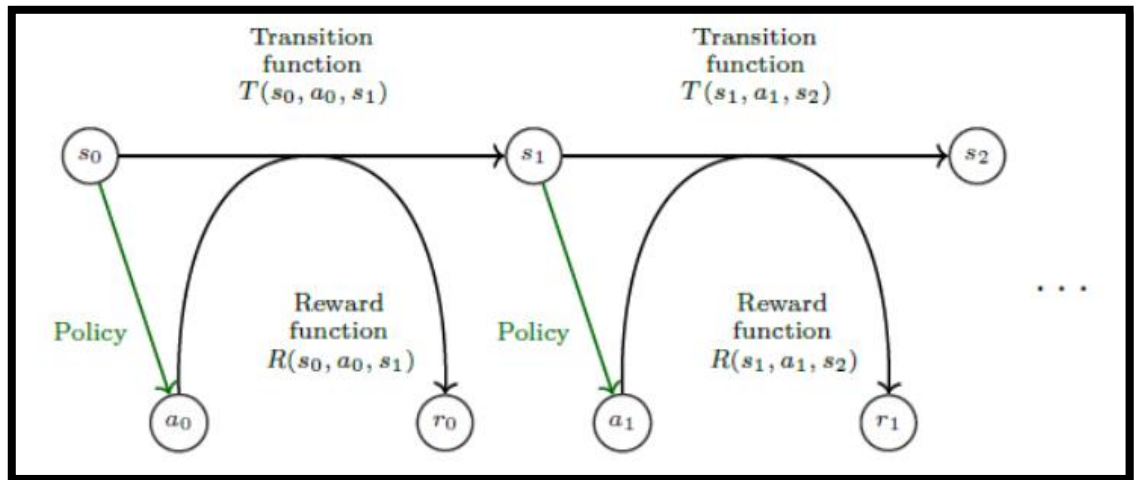 Transition
function
T(s₀, a₀, s₁)
Transition
function
T(s₁, a₁, s₂)
s₀
s₁
s₂
Policy
Reward
function
R(s₀, a₀, s₁)
Policy
Reward
function
R(s₁, a₁, s₂)
. . .
a₀
r₀
a₁
r₁